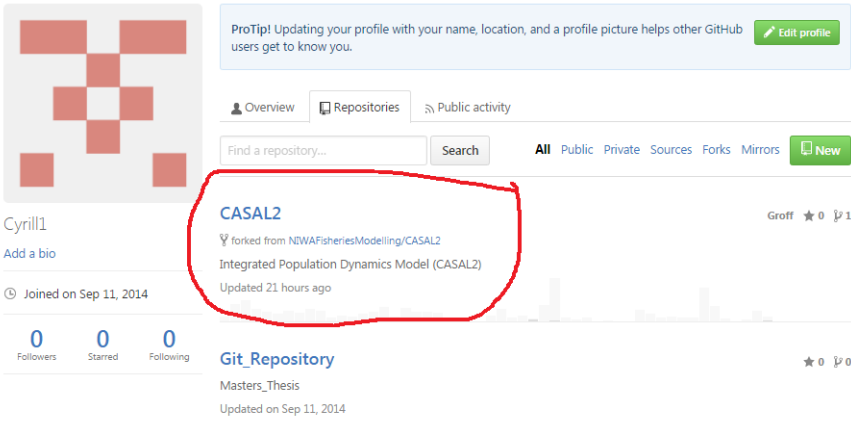 ProTip! Updating your profile with your name, location, and a profile picture helps other GitHub
users get to know you.
Edit profile
Overview Repositories Public activity
Find a repository... Search All Public Private Sources Forks Mirrors New
Cyrill1
Add a bio
Joined on Sep 11, 2014
0 0 0
Followers Starred Following
CASAL2 Groff 0 1
forked from NIWAFisheriesModelling/CASAL2
Integrated Population Dynamics Model (CASAL2)
Updated 21 hours ago
Git_Repository 0 0
Masters_Thesis
Updated on Sep 11, 2014